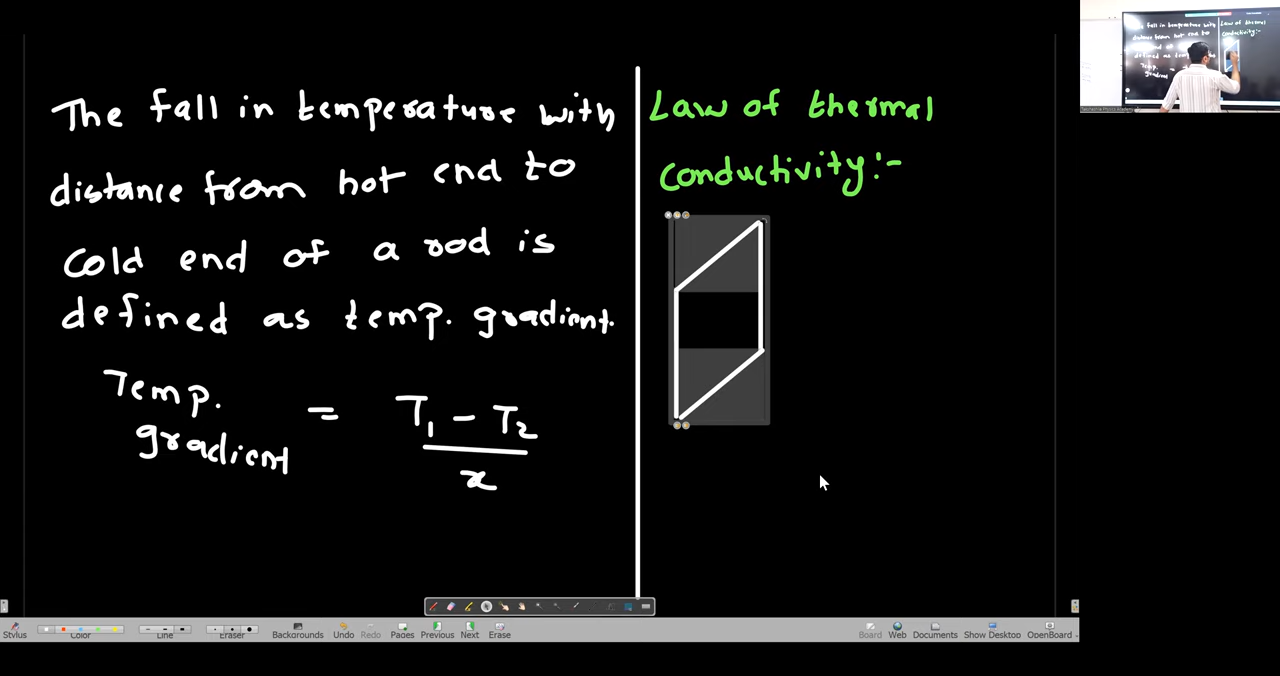 The fall in temperature with
distance from hot end to
cold end of a rod is
defined as temp. gradient.
Temp.
gradient = T₁ - T₂
x
Law of thermal
conductivity:-
Stylus
Color
Line
Eraser
Backgrounds
Undo
Redo
Pages
Previous
Next
Erase
Board
Web
Documents
Show Desktop
OpenBoard